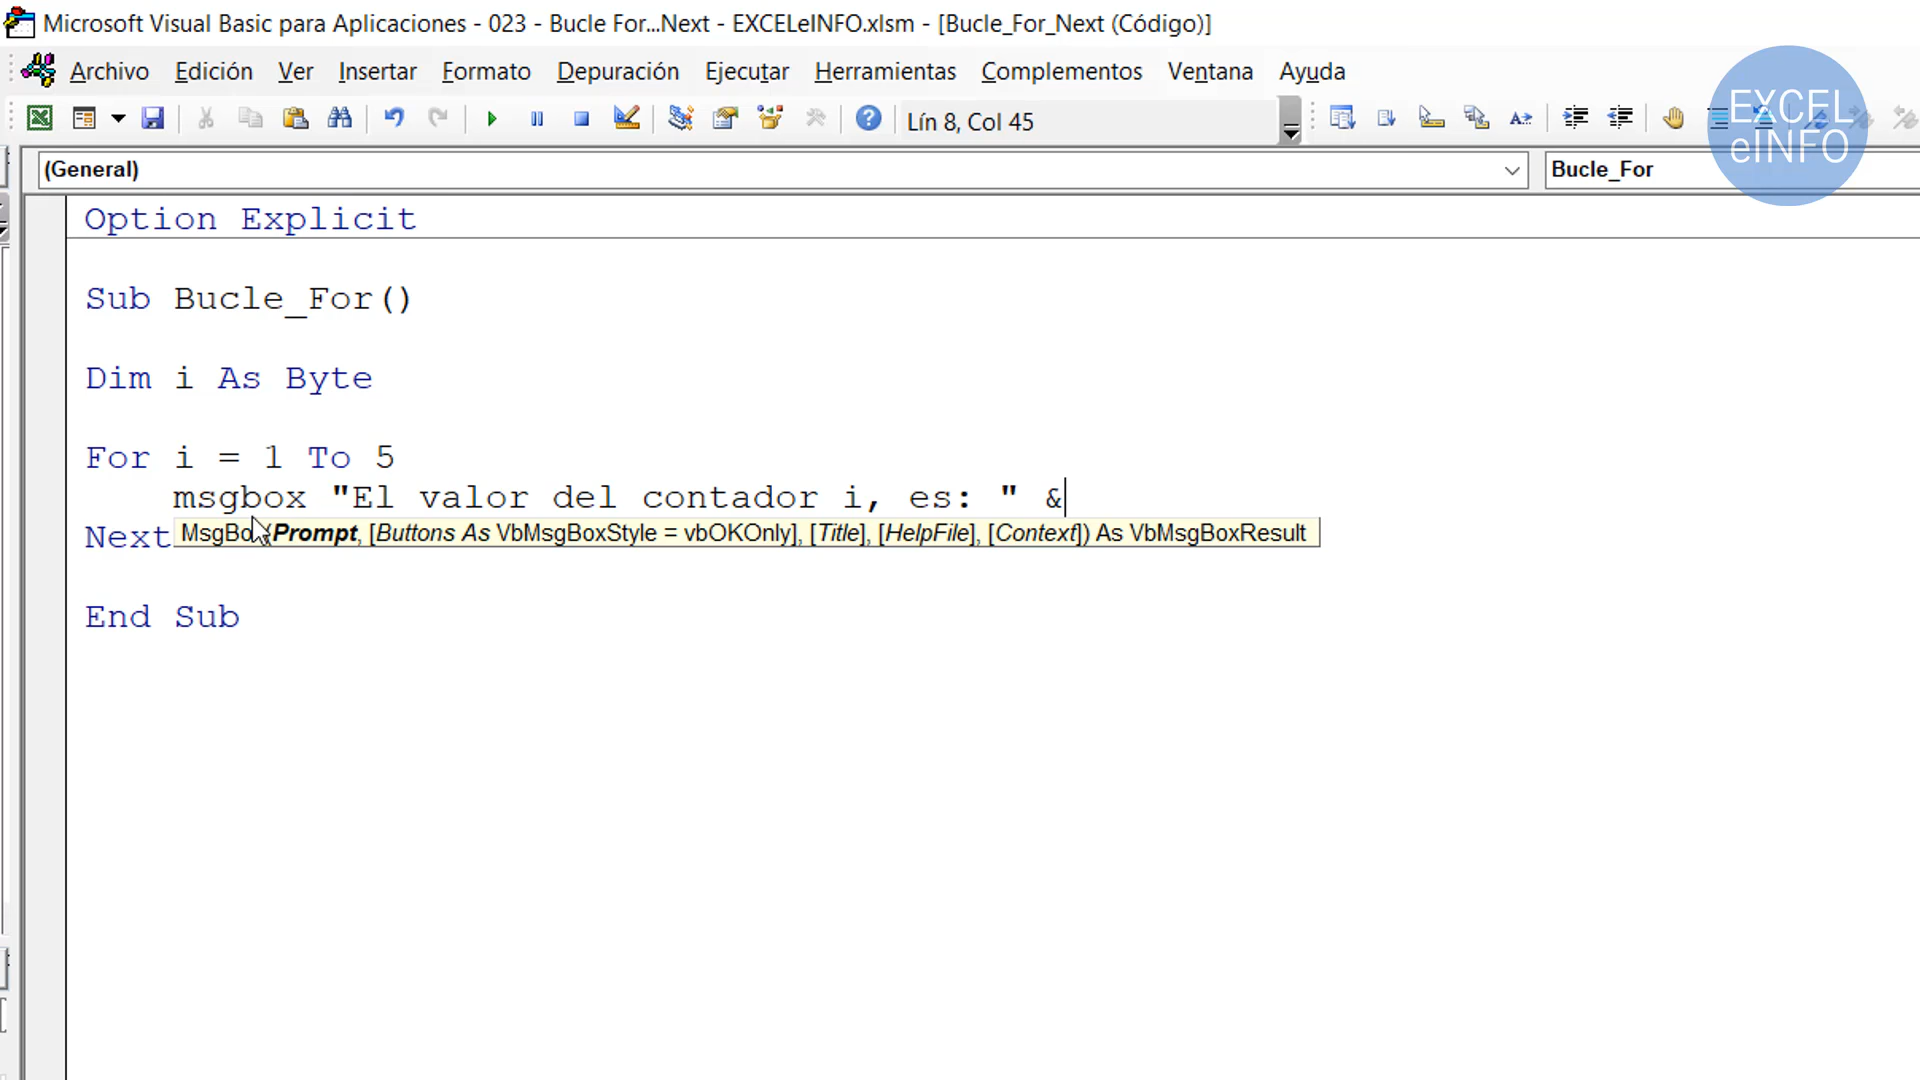 Microsoft Visual Basic para Aplicaciones - 023 - Bucle For...Next - EXCELeINFO.xlsm - [Bucle_For_Next (Código)]
Archivo Edición Ver Insertar Formato Depuración Ejecutar Herramientas Complementos Ventana Ayuda
EXCEL
eINFO
Lín 8, Col 45
(General) Bucle_For
Option Explicit
Sub Bucle_For()
Dim i As Byte
For i = 1 To 5
msgbox "El valor del contador i, es: " &
Next
MsgBox(Prompt, [Buttons As VbMsgBoxStyle = vbOKOnly], [Title], [HelpFile], [Context]) As VbMsgBoxResult
End Sub